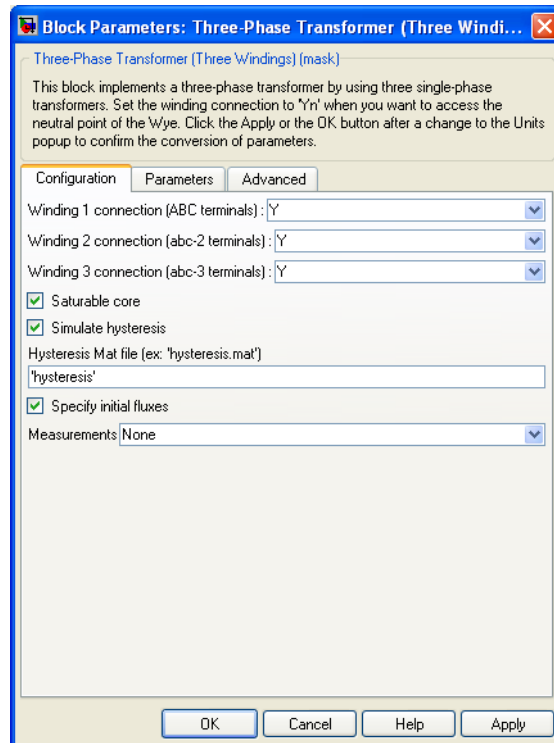 Block Parameters: Three-Phase Transformer (Three Windi...
Three-Phase Transformer (Three Windings) (mask)
This block implements a three-phase transformer by using three single-phase
transformers. Set the winding connection to 'Yn' when you want to access the
neutral point of the Wye. Click the Apply or the OK button after a change to the Units
popup to confirm the conversion of parameters.
Configuration Parameters Advanced
Winding 1 connection (ABC terminals) : Y
Winding 2 connection (abc-2 terminals) : Y
Winding 3 connection (abc-3 terminals) : Y
Saturable core
Simulate hysteresis
Hysteresis Mat file (ex: 'hysteresis.mat')
'hysteresis'
Specify initial fluxes
Measurements None
OK Cancel Help Apply